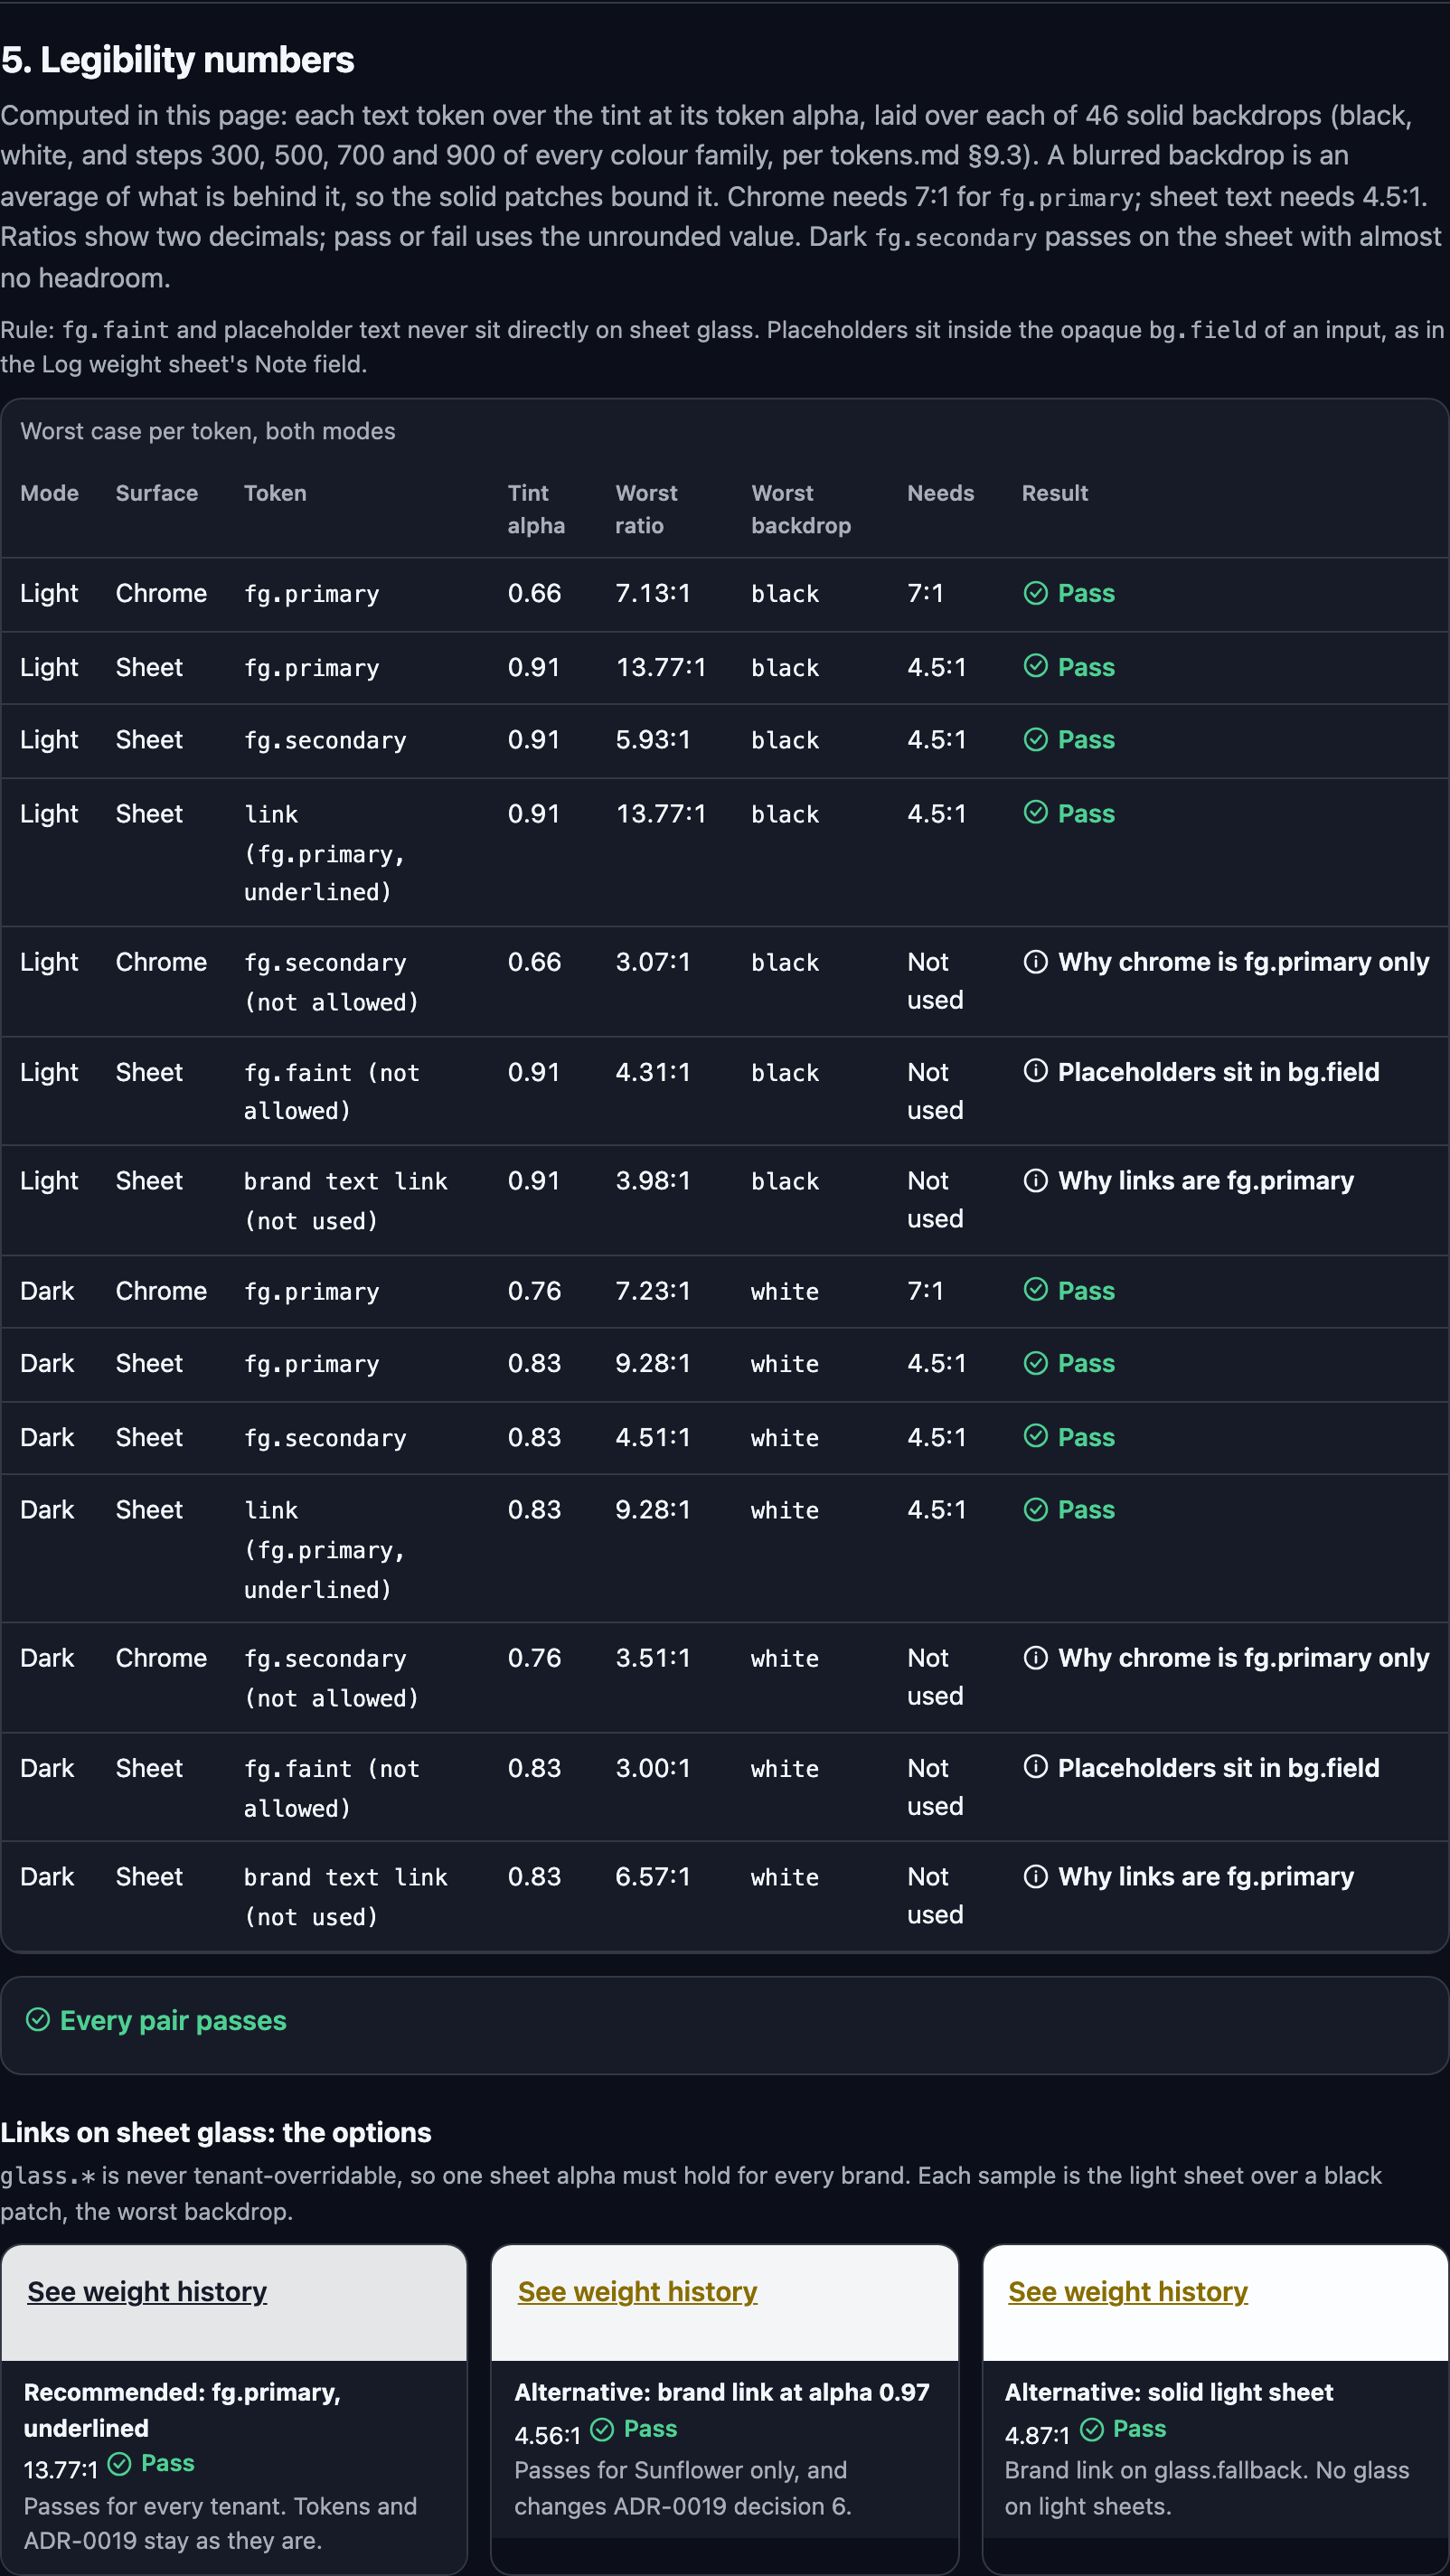 5. Legibility numbers
Computed in this page: each text token over the tint at its token alpha, laid over each of 46 solid backdrops (black,
white, and steps 300, 500, 700 and 900 of every colour family, per tokens.md §9.3). A blurred backdrop is an
average of what is behind it, so the solid patches bound it. Chrome needs 7:1 for fg.primary; sheet text needs 4.5:1.
Ratios show two decimals; pass or fail uses the unrounded value. Dark fg.secondary passes on the sheet with almost
no headroom.
Rule: fg.faint and placeholder text never sit directly on sheet glass. Placeholders sit inside the opaque bg.field of an input, as in
the Log weight sheet's Note field.
Worst case per token, both modes
Mode Surface Token Tint alpha Worst ratio Worst backdrop Needs Result
Light Chrome fg.primary 0.66 7.13:1 black 7:1 Pass
Light Sheet fg.primary 0.91 13.77:1 black 4.5:1 Pass
Light Sheet fg.secondary 0.91 5.93:1 black 4.5:1 Pass
Light Sheet link (fg.primary, underlined) 0.91 13.77:1 black 4.5:1 Pass
Light Chrome fg.secondary (not allowed) 0.66 3.07:1 black Not used Why chrome is fg.primary only
Light Sheet fg.faint (not allowed) 0.91 4.31:1 black Not used Placeholders sit in bg.field
Light Sheet brand text link (not used) 0.91 3.98:1 black Not used Why links are fg.primary
Dark Chrome fg.primary 0.76 7.23:1 white 7:1 Pass
Dark Sheet fg.primary 0.83 9.28:1 white 4.5:1 Pass
Dark Sheet fg.secondary 0.83 4.51:1 white 4.5:1 Pass
Dark Sheet link (fg.primary, underlined) 0.83 9.28:1 white 4.5:1 Pass
Dark Chrome fg.secondary (not allowed) 0.76 3.51:1 white Not used Why chrome is fg.primary only
Dark Sheet fg.faint (not allowed) 0.83 3.00:1 white Not used Placeholders sit in bg.field
Dark Sheet brand text link (not used) 0.83 6.57:1 white Not used Why links are fg.primary
Every pair passes
Links on sheet glass: the options
glass.* is never tenant-overridable, so one sheet alpha must hold for every brand. Each sample is the light sheet over a black
patch, the worst backdrop.
See weight history
Recommended: fg.primary,
underlined
13.77:1 Pass
Passes for every tenant. Tokens and
ADR-0019 stay as they are.
See weight history
Alternative: brand link at alpha 0.97
4.56:1 Pass
Passes for Sunflower only, and
changes ADR-0019 decision 6.
See weight history
Alternative: solid light sheet
4.87:1 Pass
Brand link on glass.fallback. No glass
on light sheets.